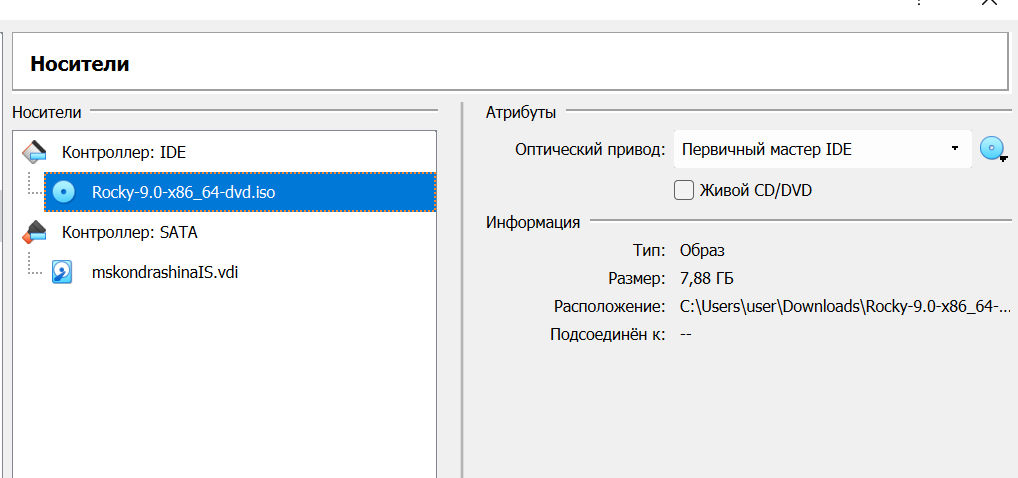 Носители
Носители
Контроллер: IDE
Rocky-9.0-x86_64-dvd.iso
Контроллер: SATA
mskondrashinaIS.vdi
Атрибуты
Оптический привод: Первичный мастер IDE
Живой CD/DVD
Информация
Тип: Образ
Размер: 7,88 ГБ
Расположение: C:\Users\user\Downloads\Rocky-9.0-x86_64-...
Подсоединён к: --